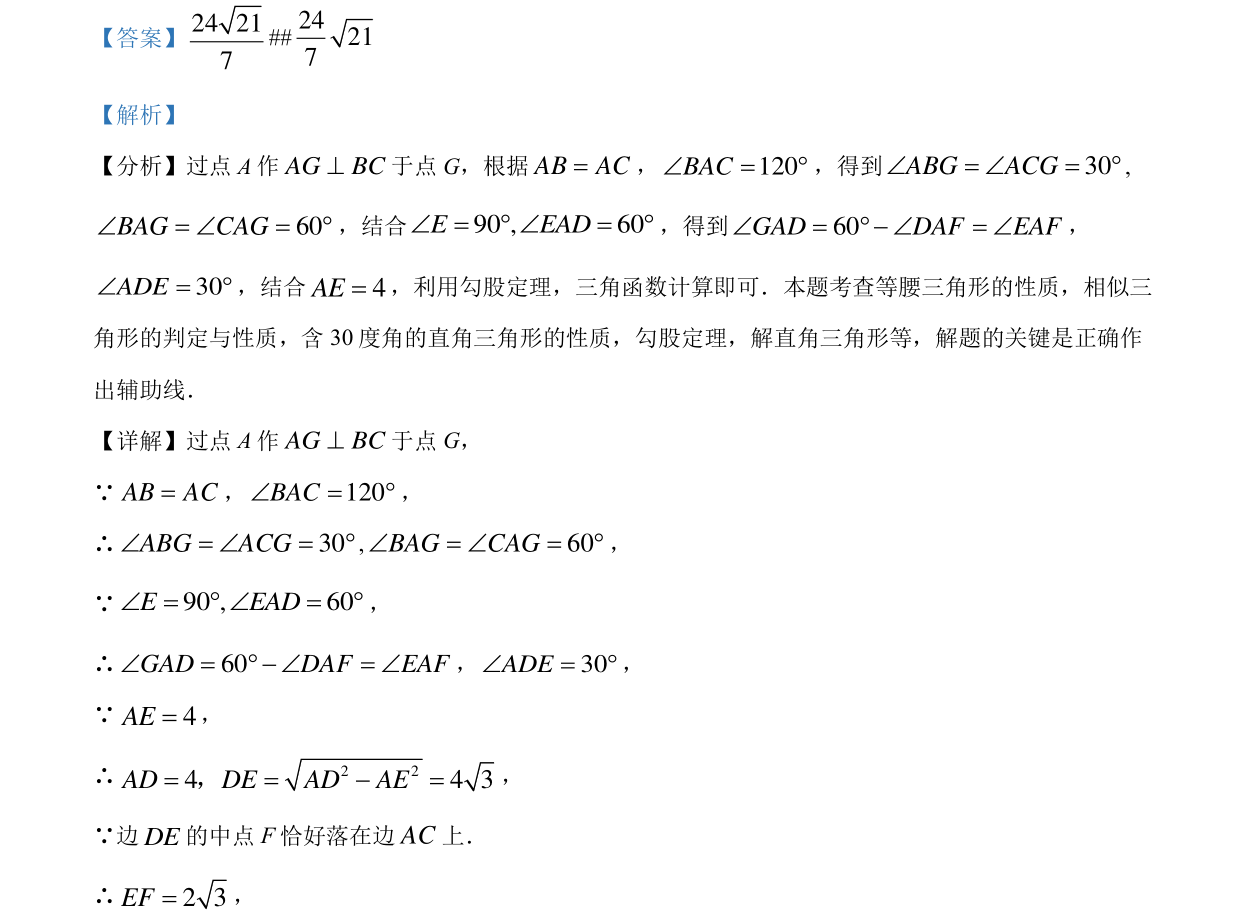 【答案】$\frac{24\sqrt{21}}{7}$##$\frac{24}{7}\sqrt{21}$
【解析】
【分析】过点 A 作 AG ⊥ BC 于点 G，根据 AB = AC，∠BAC =120°，得到∠ABG = ∠ACG = 30°,
∠BAG = ∠CAG = 60°，结合∠E = 90°,∠EAD = 60°，得到∠GAD = 60° − ∠DAF = ∠EAF，
∠ADE = 30°，结合 AE = 4，利用勾股定理，三角函数计算即可．本题考查等腰三角形的性质，相似三
角形的判定与性质，含 30 度角的直角三角形的性质，勾股定理，解直角三角形等，解题的关键是正确作
出辅助线．
【详解】过点 A 作 AG ⊥ BC 于点 G，
∵ AB = AC，∠BAC =120°，
∴ ∠ABG = ∠ACG = 30°,∠BAG = ∠CAG = 60°，
∵ ∠E = 90°,∠EAD = 60°，
∴ ∠GAD = 60° − ∠DAF = ∠EAF，∠ADE = 30°，
∵ AE = 4，
∴ AD = 4，DE = $\sqrt{AD^2 − AE^2}$ = 4$\sqrt{3}$，
∵边 DE 的中点 F 恰好落在边 AC 上．
∴ EF = 2$\sqrt{3}$，